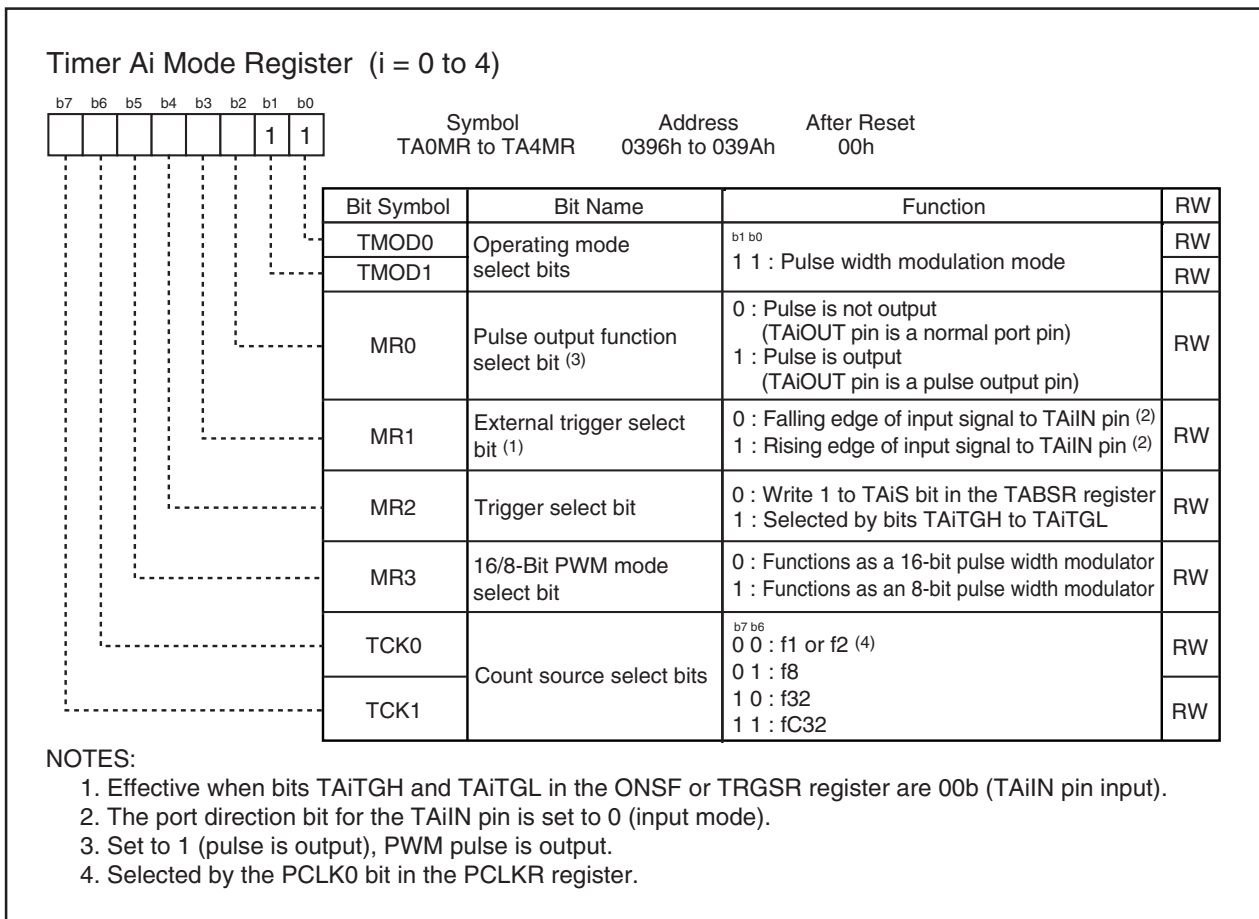 Timer Ai Mode Register (i = 0 to 4)
b7 b6 b5 b4 b3 b2 b1 b0
1 1
Symbol Address After Reset
TA0MR to TA4MR 0396h to 039Ah 00h
Bit Symbol Bit Name Function RW
TMOD0 Operating mode select bits b1 b0 RW
TMOD1 1 1 : Pulse width modulation mode RW
MR0 Pulse output function select bit (3) 0 : Pulse is not output RW
(TAiOUT pin is a normal port pin)
1 : Pulse is output
(TAiOUT pin is a pulse output pin)
MR1 External trigger select bit (1) 0 : Falling edge of input signal to TAiIN pin (2) RW
1 : Rising edge of input signal to TAiIN pin (2)
MR2 Trigger select bit 0 : Write 1 to TAiS bit in the TABSR register RW
1 : Selected by bits TAiTGH to TAiTGL
MR3 16/8-Bit PWM mode select bit 0 : Functions as a 16-bit pulse width modulator RW
1 : Functions as an 8-bit pulse width modulator
TCK0 Count source select bits b7 b6 RW
0 0 : f1 or f2 (4)
0 1 : f8
TCK1 1 0 : f32 RW
1 1 : fC32
NOTES:
1. Effective when bits TAiTGH and TAiTGL in the ONSF or TRGSR register are 00b (TAiIN pin input).
2. The port direction bit for the TAiIN pin is set to 0 (input mode).
3. Set to 1 (pulse is output), PWM pulse is output.
4. Selected by the PCLK0 bit in the PCLKR register.